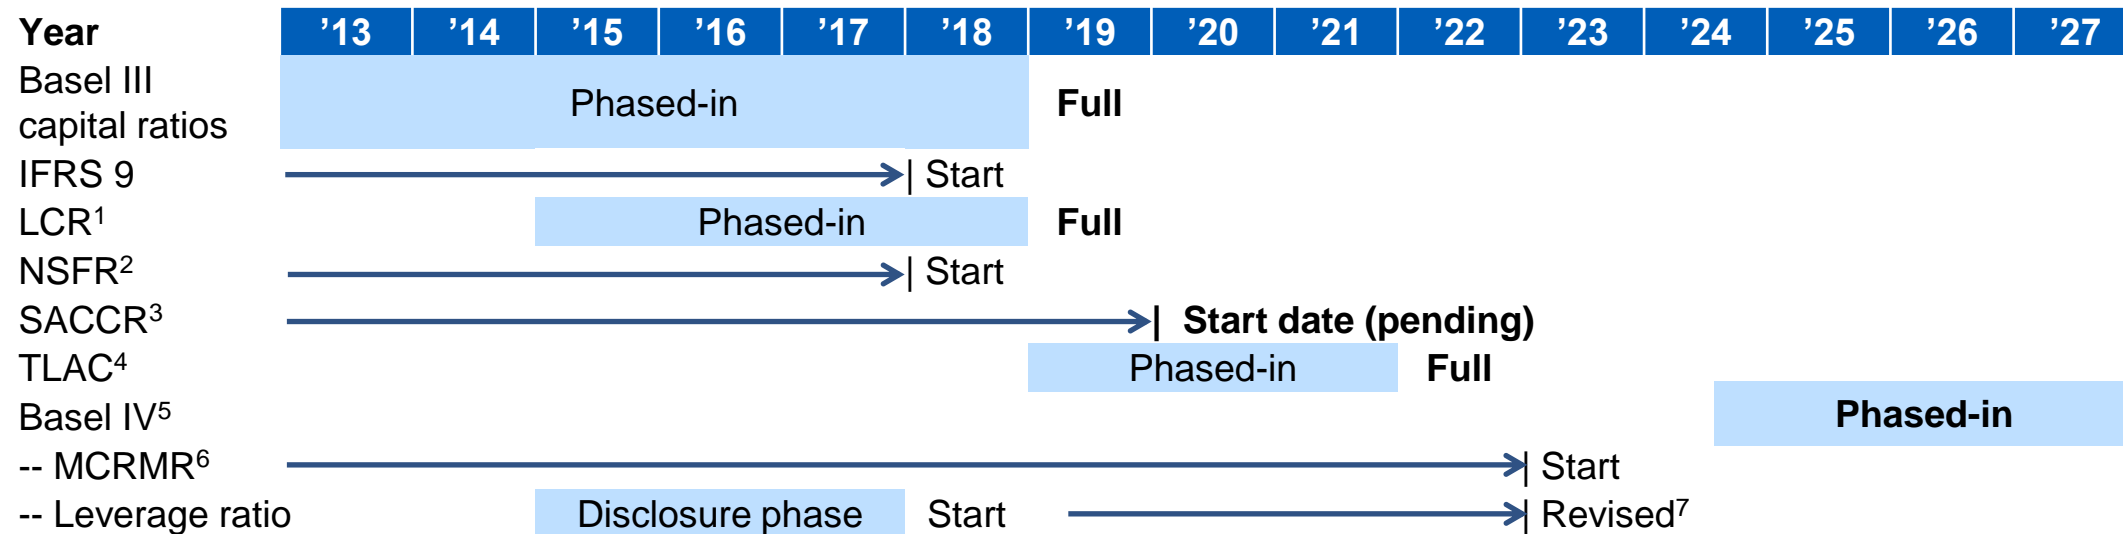 Year ’13 ’14 ’15 ’16 ’17 ’18 ’19 ’20 ’21 ’22 ’23 ’24 ’25 ’26 ’27
Basel III
capital ratios Phased-in Full
IFRS 9 | Start
LCR1 Phased-in Full
NSFR2 | Start
SACCR3 | Start date (pending)
TLAC4 Phased-in Full
Basel IV5 Phased-in
-- MCRMR6 | Start
-- Leverage ratio Disclosure phase Start | Revised7